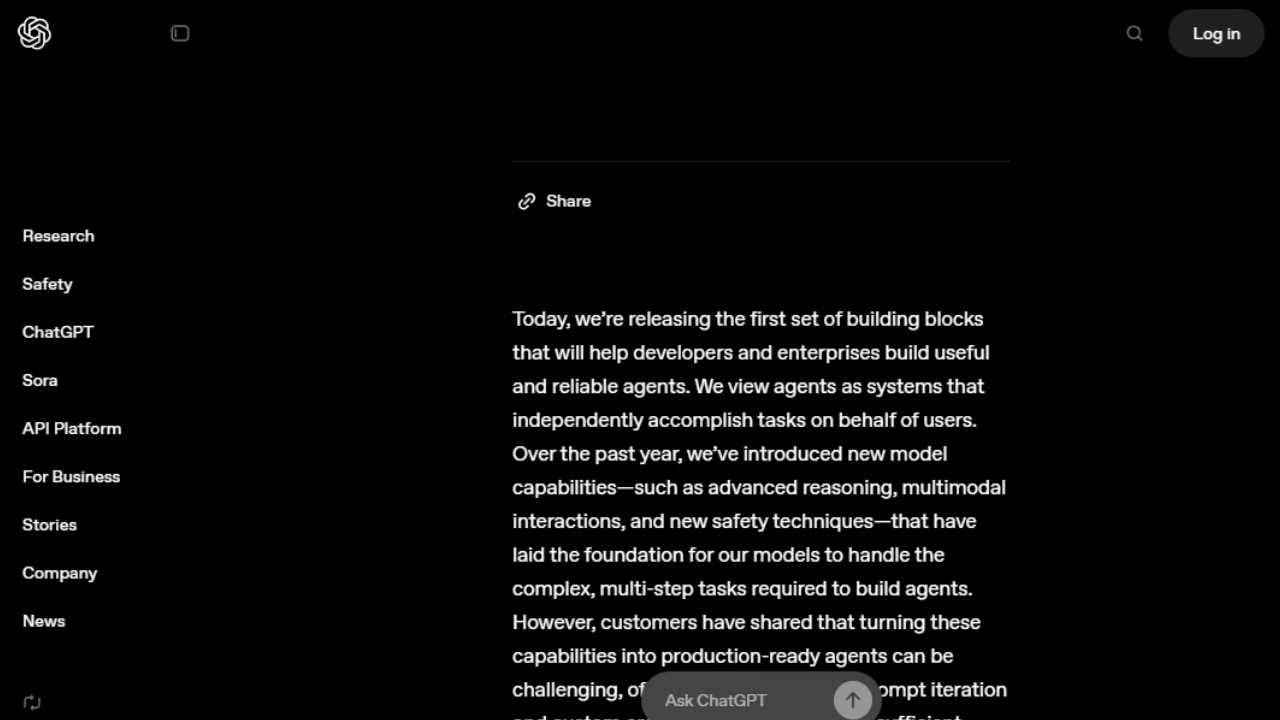 Log in
Share
Research
Safety
ChatGPT
Sora
API Platform
For Business
Stories
Company
News
Today, we’re releasing the first set of building blocks
that will help developers and enterprises build useful
and reliable agents. We view agents as systems that
independently accomplish tasks on behalf of users.
Over the past year, we’ve introduced new model
capabilities—such as advanced reasoning, multimodal
interactions, and new safety techniques—that have
laid the foundation for our models to handle the
complex, multi-step tasks required to build agents.
However, customers have shared that turning these
capabilities into production-ready agents can be
challenging, iteration
Ask ChatGPT